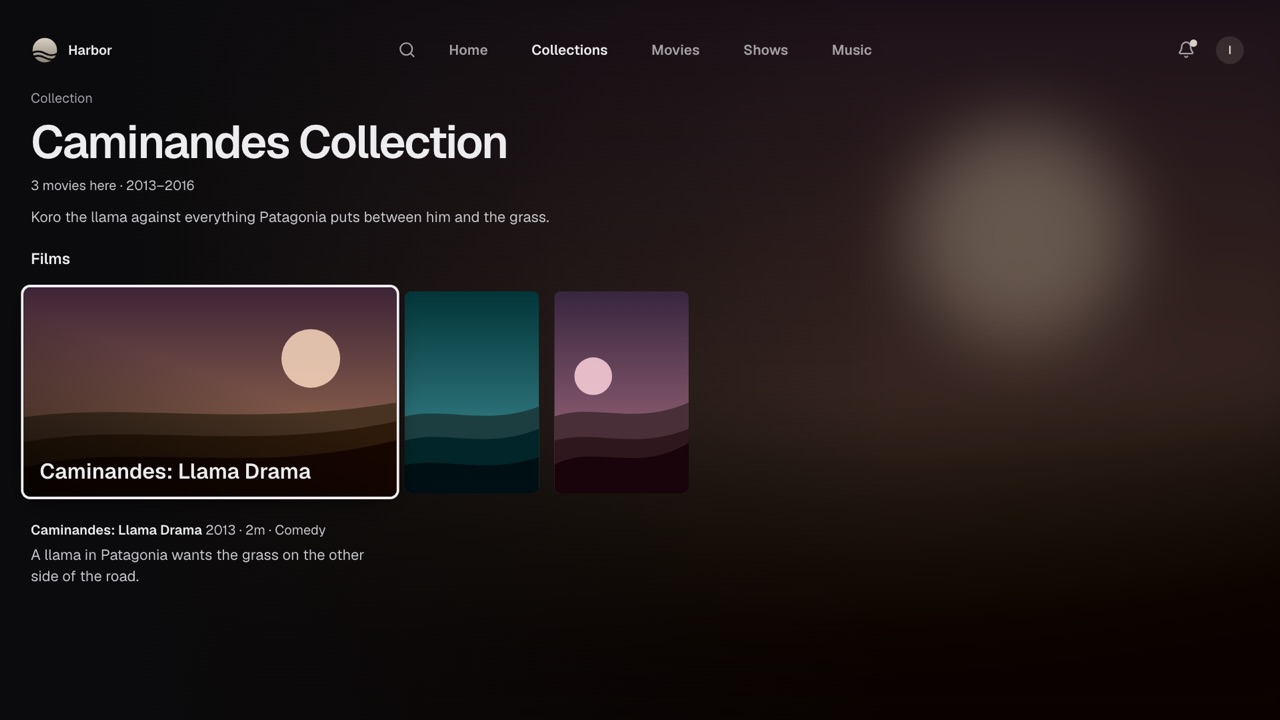 Harbor
Home
Collections
Movies
Shows
Music
I
Collection
Caminandes Collection
3 movies here · 2013–2016
Koro the llama against everything Patagonia puts between him and the grass.
Films
Caminandes: Llama Drama
Caminandes: Llama Drama 2013 · 2m · Comedy
A llama in Patagonia wants the grass on the other
side of the road.